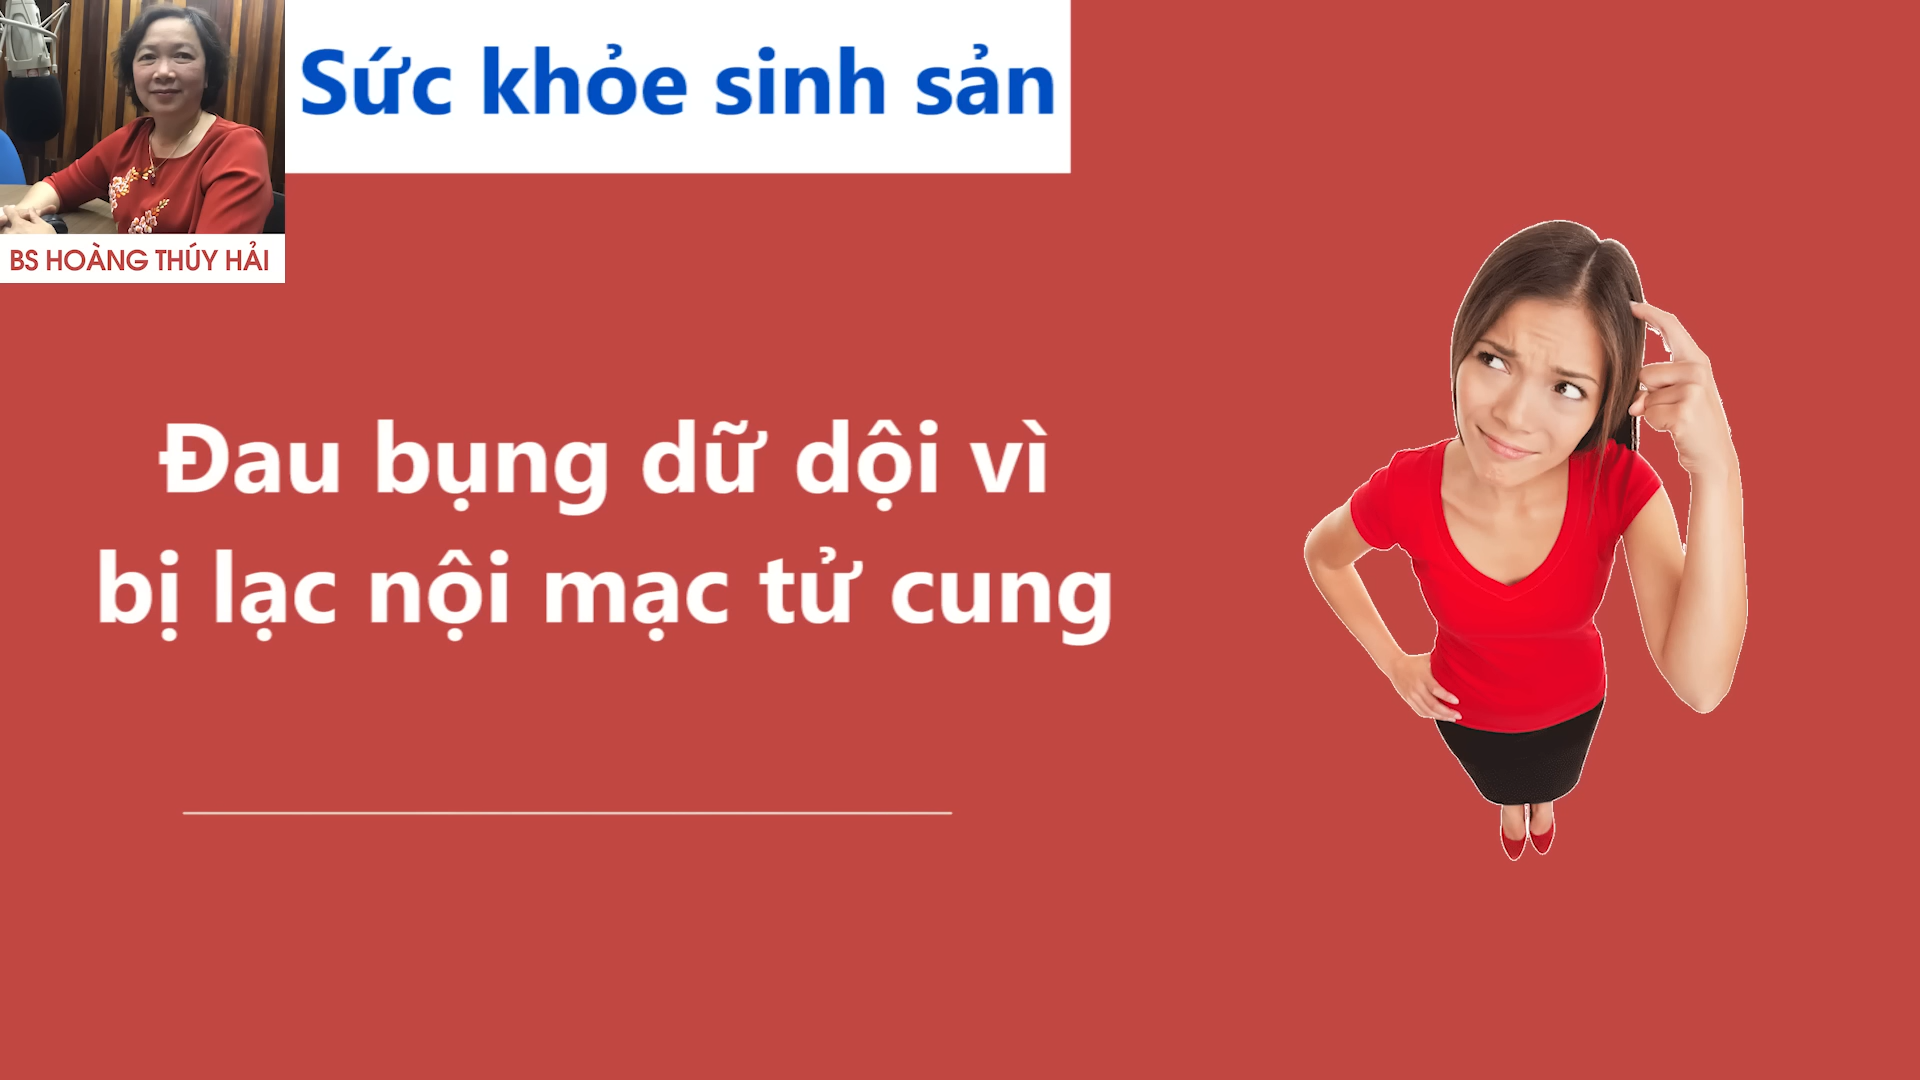 Sức khỏe sinh sản
BS HOÀNG THÚY HẢI
Đau bụng dữ dội vì
bị lạc nội mạc tử cung